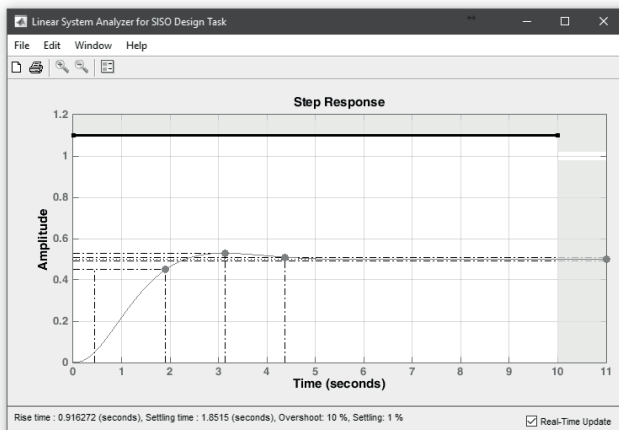 Linear System Analyzer for SISO Design Task
File Edit Window Help
Step Response
1.2
1
0.8
0.6
0.4
0.2
0
Amplitude
0 1 2 3 4 5 6 7 8 9 10 11
Time (seconds)
Rise time : 0.916272 (seconds), Settling time : 1.8515 (seconds), Overshoot: 10 %, Settling: 1 %
Real-Time Update